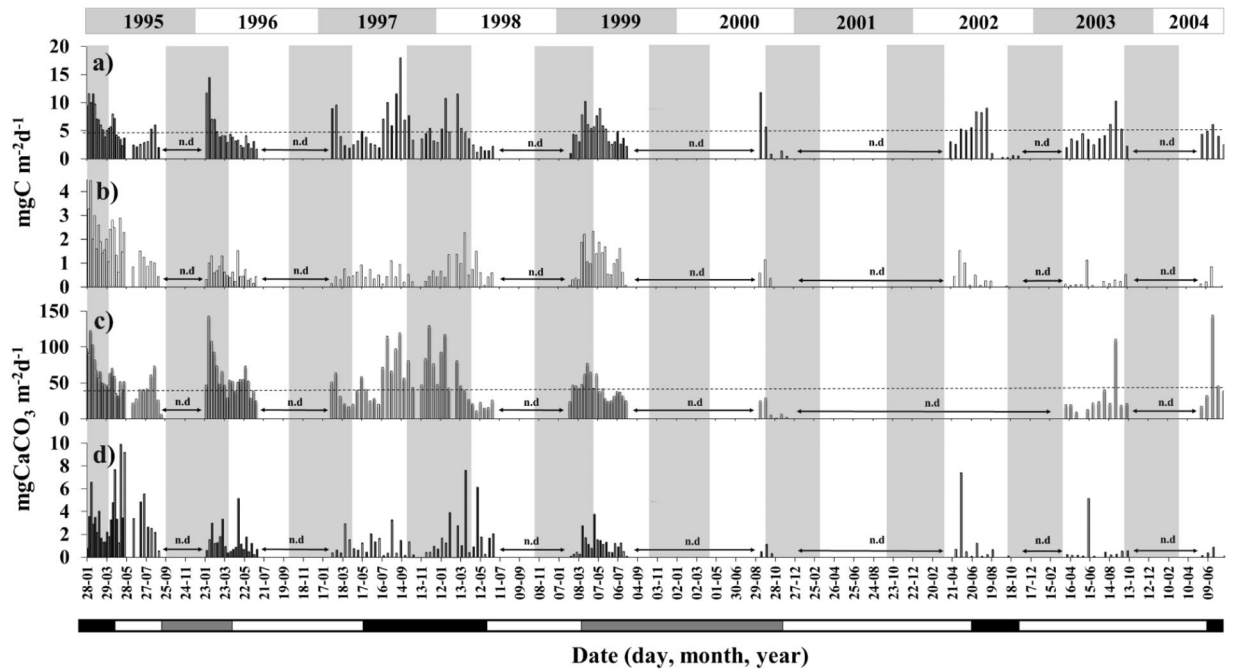 1995 1996 1997 1998 1999 2000 2001 2002 2003 2004
mgC m⁻²d⁻¹
mgCaCO₃ m⁻²d⁻¹
a)
20
15
10
5
0
n.d n.d n.d n.d n.d n.d n.d n.d
b)
4
3
2
1
0
n.d n.d n.d n.d n.d n.d n.d n.d
c)
150
100
50
0
n.d n.d n.d n.d n.d n.d
d)
10
8
6
4
2
0
n.d n.d n.d n.d n.d n.d n.d n.d
28-01 29-03 28-05 27-07 25-09 24-11 23-01 23-03 22-05 21-07 19-09 18-11 17-01 18-03 17-05 16-07 14-09 13-11 12-01 13-03 12-05 11-07 09-09 08-11 07-01 08-03 07-05 06-07 04-09 03-11 02-01 02-03 01-05 30-06 29-08 28-10 27-12 25-02 26-04 25-06 24-08 23-10 22-12 20-02 21-04 20-06 19-08 18-10 17-12 15-02 16-04 15-06 14-08 13-10 12-12 10-02 10-04 09-06
Date (day, month, year)